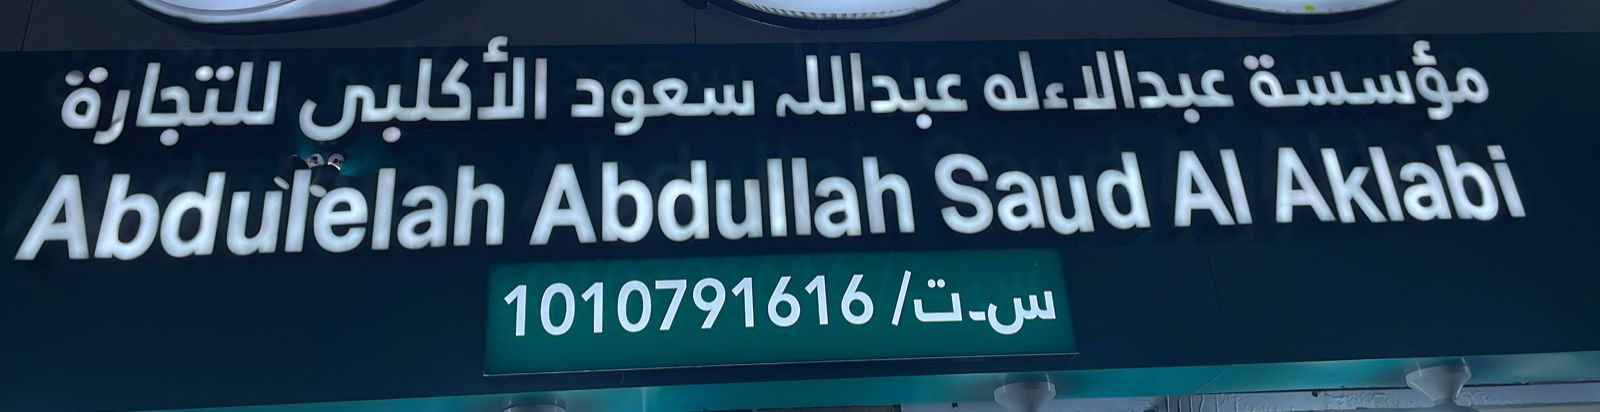 مؤسسة عبدالاءله عبدالله سعود الأكلبي للتجارة
Abdulelah Abdullah Saud Al Aklabi
س.ت/ 1010791616